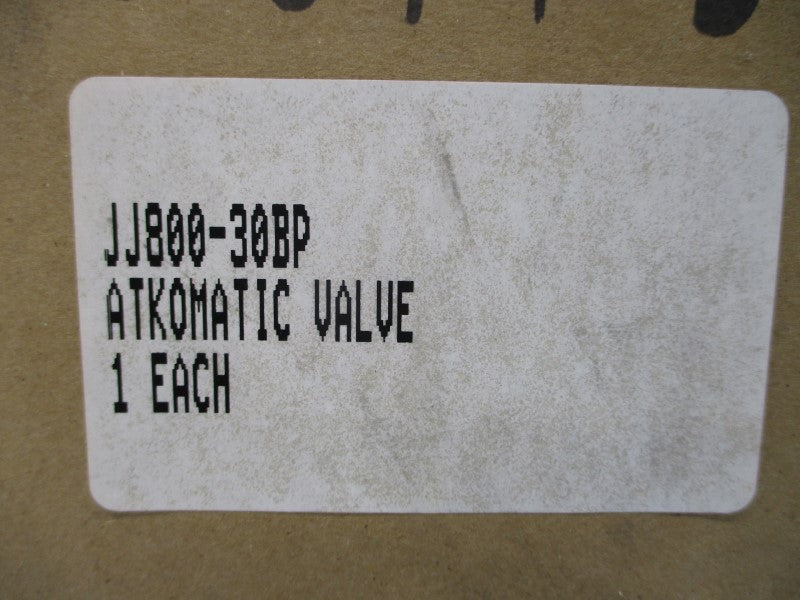 JJ800-30BP
ATKOMATIC VALVE
1 EACH